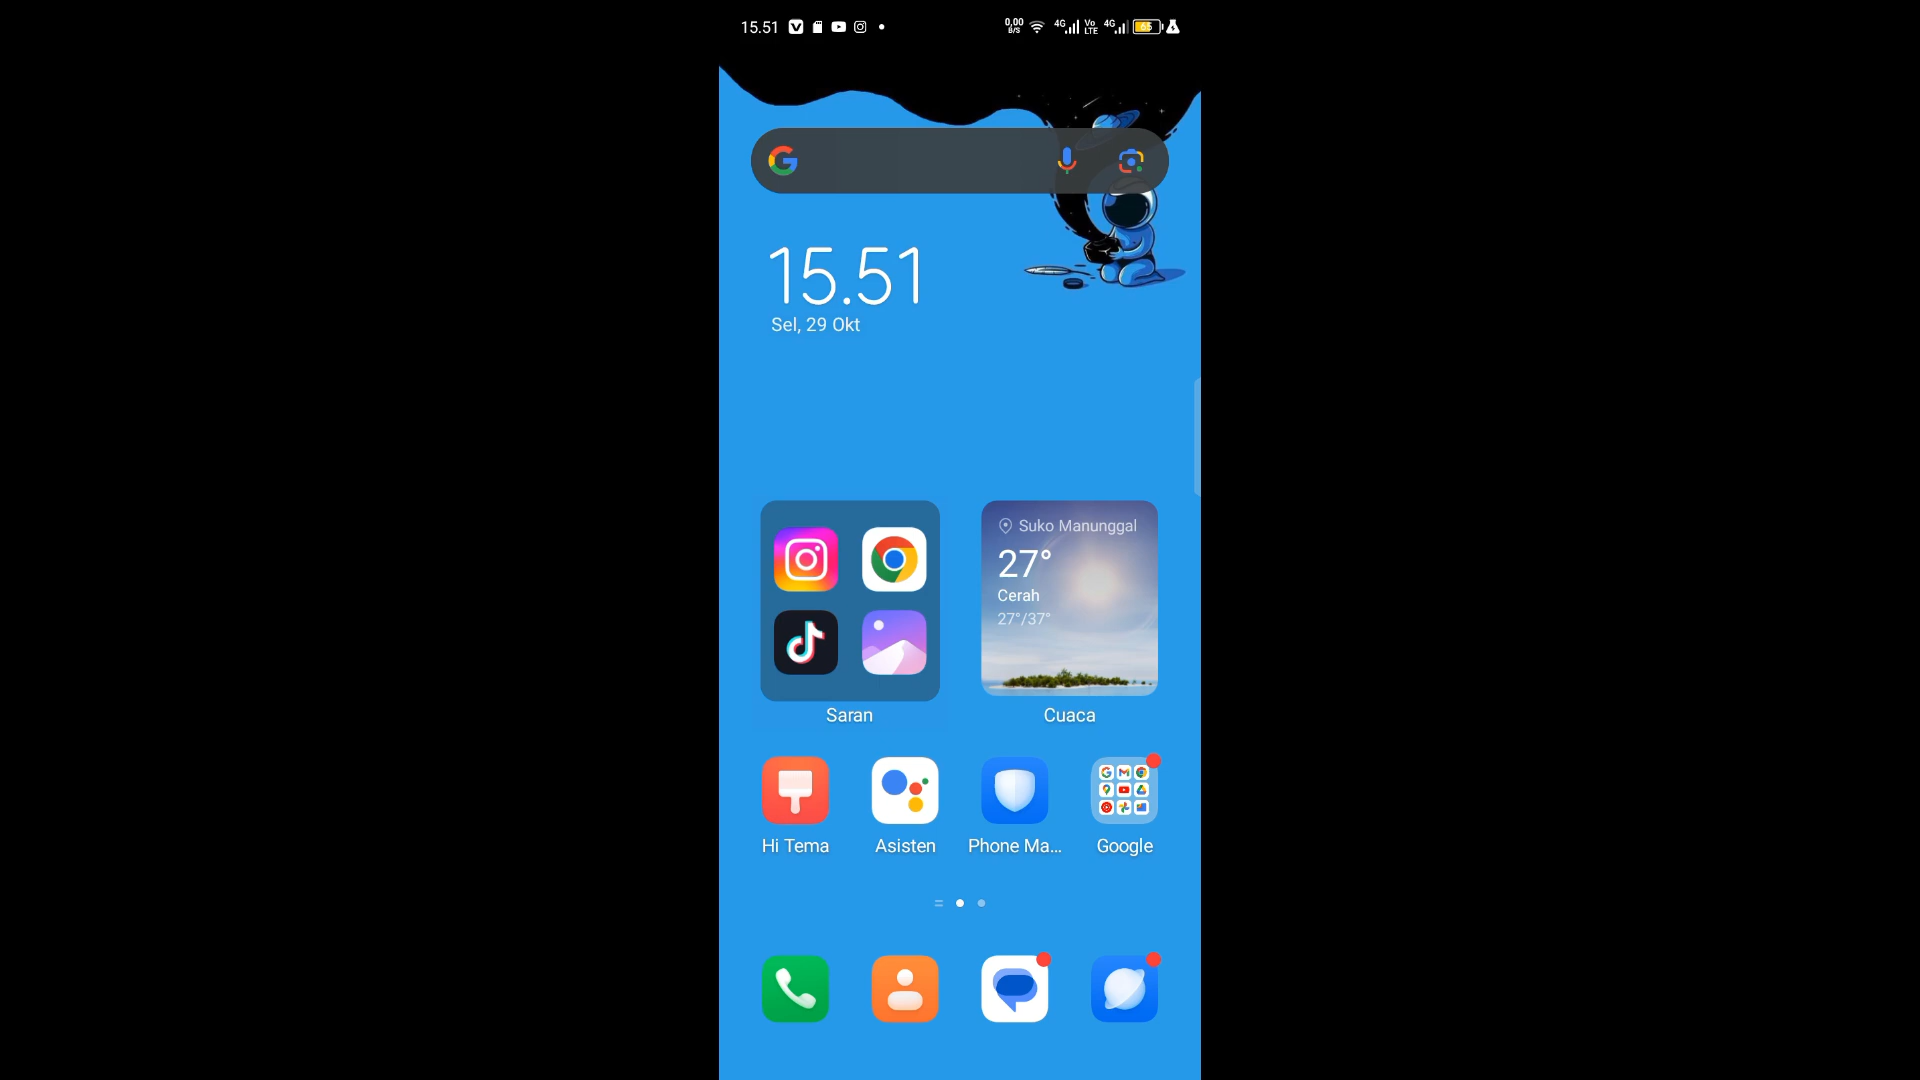 15.51
0,00 B/S 4G Vo LTE 4G 65
15.51
Sel, 29 Okt
Suko Manunggal
27°
Cerah
27°/37°
Saran
Cuaca
Hi Tema
Asisten
Phone Ma...
Google